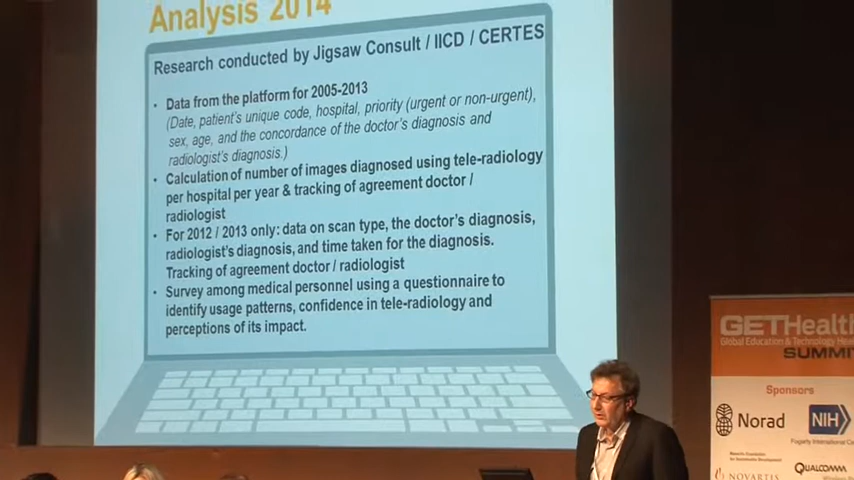 Analysis 2014
Research conducted by Jigsaw Consult / IICD / CERTES
• Data from the platform for 2005-2013
(Date, patient's unique code, hospital, priority (urgent or non-urgent),
sex, age, and the concordance of the doctor's diagnosis and
radiologist's diagnosis.)
• Calculation of number of images diagnosed using tele-radiology
per hospital per year & tracking of agreement doctor /
radiologist
• For 2012 / 2013 only: data on scan type, the doctor's diagnosis,
radiologist's diagnosis, and time taken for the diagnosis.
Tracking of agreement doctor / radiologist
• Survey among medical personnel using a questionnaire to
identify usage patterns, confidence in tele-radiology and
perceptions of its impact.
GETHealth
Global Education & Technology Health
SUMMIT
Sponsors
Norad
NIH
Fogarty International
NOVARTIS
QUALCOMM